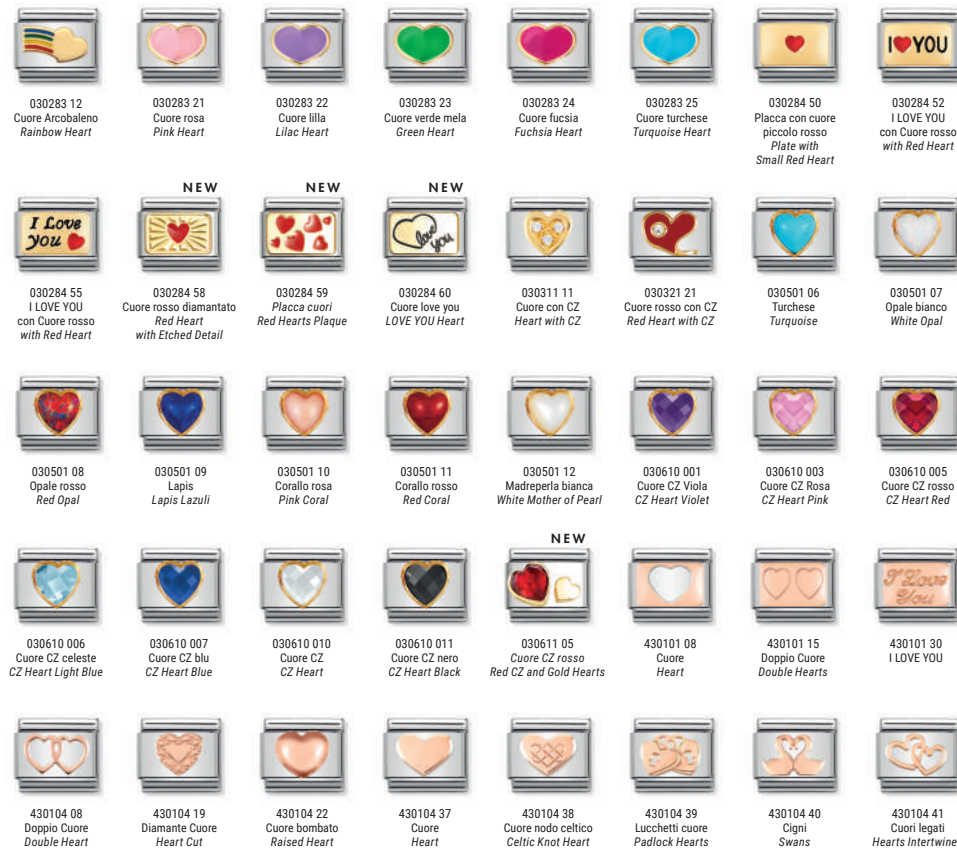 I YOU
030283 12
Cuore Arcobaleno
Rainbow Heart
030283 21
Cuore rosa
Pink Heart
030283 22
Cuore lilla
Lilac Heart
030283 23
Cuore verde mela
Green Heart
030283 24
Cuore fucsia
Fuchsia Heart
030283 25
Cuore turchese
Turquoise Heart
030284 50
Placca con cuore
piccolo rosso
Plate with
Small Red Heart
030284 52
I LOVE YOU
con Cuore rosso
with Red Heart
NEW
NEW
NEW
I Love
you
love
you
030284 55
I LOVE YOU
con Cuore rosso
with Red Heart
030284 58
Cuore rosso diamantato
Red Heart
with Etched Detail
030284 59
Placca cuori
Red Hearts Plaque
030284 60
Cuore love you
LOVE YOU Heart
030311 11
Cuore con CZ
Heart with CZ
030321 21
Cuore rosso con CZ
Red Heart with CZ
030501 06
Turchese
Turquoise
030501 07
Opale bianco
White Opal
030501 08
Opale rosso
Red Opal
030501 09
Lapis
Lapis Lazuli
030501 10
Corallo rosa
Pink Coral
030501 11
Corallo rosso
Red Coral
030501 12
Madreperla bianca
White Mother of Pearl
030610 001
Cuore CZ Viola
CZ Heart Violet
030610 003
Cuore CZ Rosa
CZ Heart Pink
030610 005
Cuore CZ rosso
CZ Heart Red
NEW
I Love
You
030610 006
Cuore CZ celeste
CZ Heart Light Blue
030610 007
Cuore CZ blu
CZ Heart Blue
030610 010
Cuore CZ
CZ Heart
030610 011
Cuore CZ nero
CZ Heart Black
030611 05
Cuore CZ rosso
Red CZ and Gold Hearts
430101 08
Cuore
Heart
430101 15
Doppio Cuore
Double Hearts
430101 30
I LOVE YOU
430104 08
Doppio Cuore
Double Heart
430104 19
Diamante Cuore
Heart Cut
430104 22
Cuore bombato
Raised Heart
430104 37
Cuore
Heart
430104 38
Cuore nodo celtico
Celtic Knot Heart
430104 39
Lucchetti cuore
Padlock Hearts
430104 40
Cigni
Swans
430104 41
Cuori legati
Hearts Intertwine